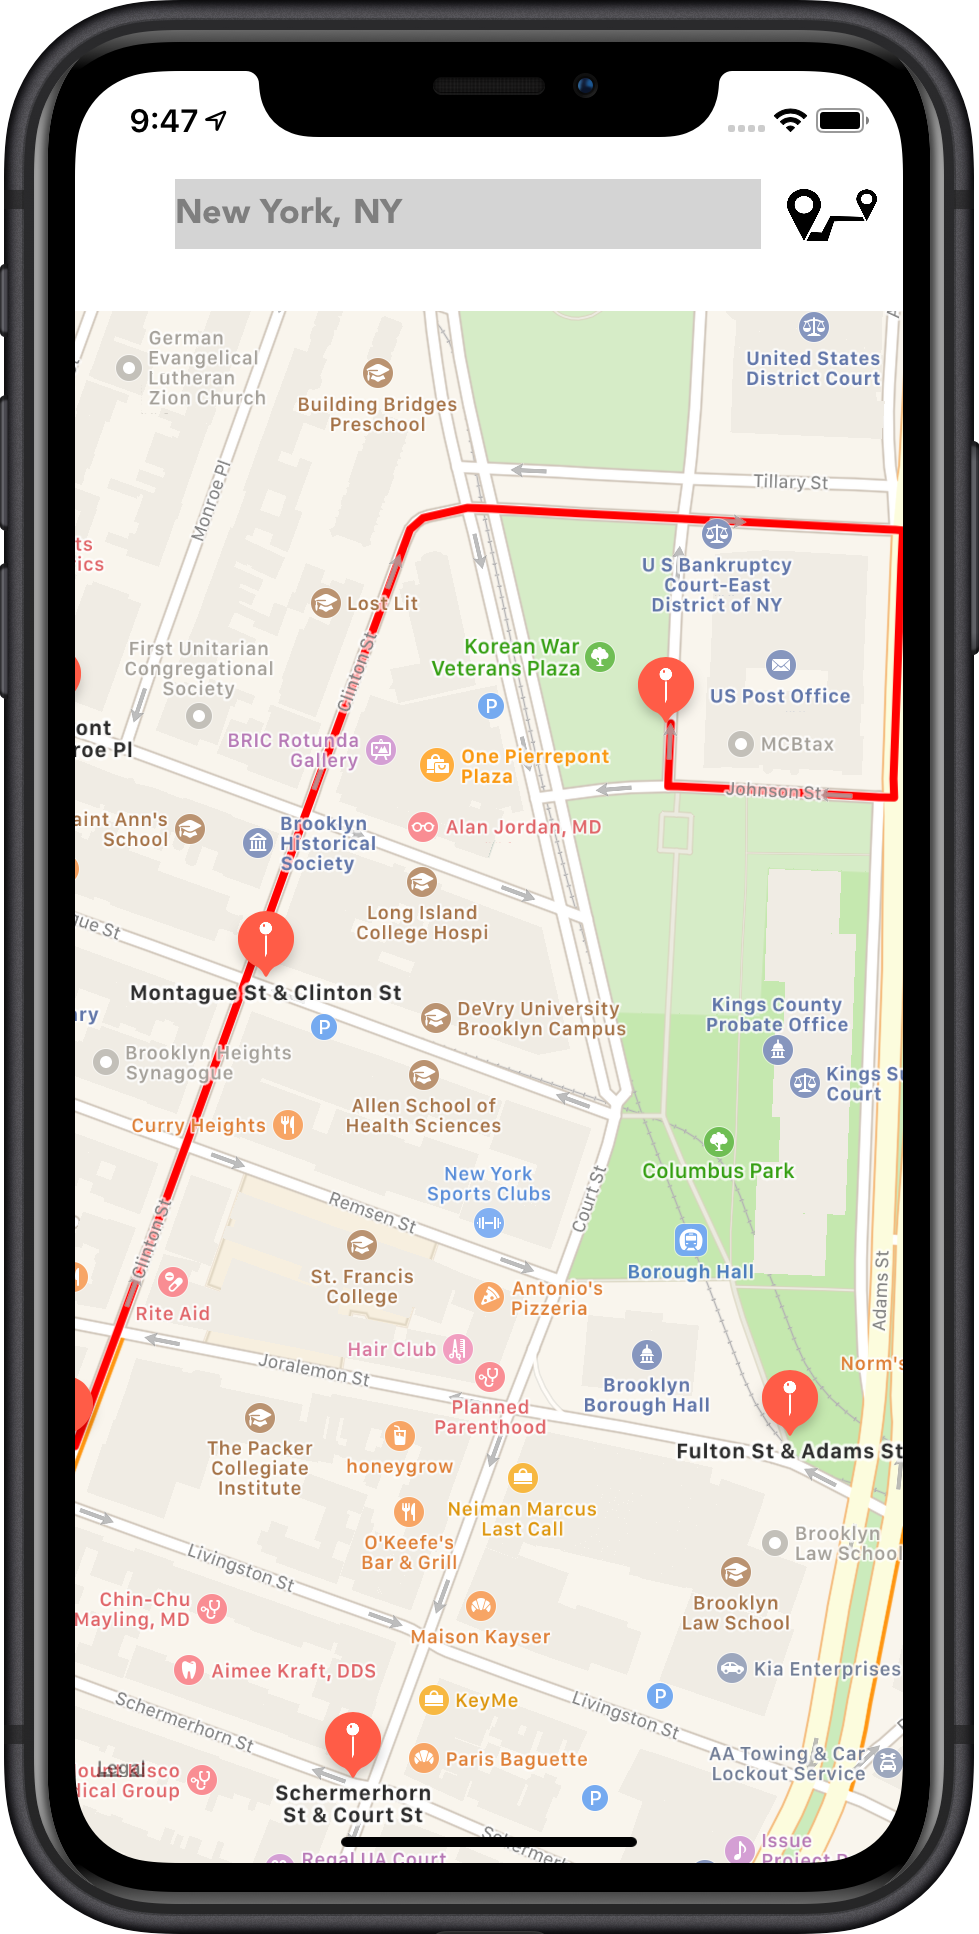 9:47
New York, NY
German
Evangelical
Lutheran
Zion Church
United States
District Court
Building Bridges
Preschool
Monroe Pl
Tillary St
ts
ics
U S Bankruptcy
Court-East
District of NY
Lost Lit
Clinton St
First Unitarian
Congregational
Society
Korean War
Veterans Plaza
US Post Office
P
ont
roe Pl
BRIC Rotunda
Gallery
One Pierrepont
Plaza
MCBtax
Johnson St
aint Ann's
School
Brooklyn
Historical
Society
Alan Jordan, MD
Long Island
College Hospi
gue St
Montague St & Clinton St
ary
P
DeVry University
Brooklyn Campus
Kings County
Probate Office
Brooklyn Heights
Synagogue
Kings Su
Court
Allen School of
Health Sciences
Curry Heights
Columbus Park
New York
Sports Clubs
Remsen St
Court St
Clinton St
St. Francis
College
Borough Hall
Antonio's
Pizzeria
Adams St
Rite Aid
Hair Club
Joralemon St
Norm's
Brooklyn
Borough Hall
Planned
Parenthood
The Packer
Collegiate
Institute
honeygrow
Fulton St & Adams St
Neiman Marcus
Last Call
O'Keefe's
Bar & Grill
Brooklyn
Law School
Livingston St
Brooklyn
Law School
Chin-Chu
Mayling, MD
Maison Kayser
Aimee Kraft, DDS
Kia Enterprises
KeyMe
P
Schermerhorn St
Livingston St
Paris Baguette
AA Towing & Car
Lockout Service
Legal
isco
dical Group
Schermerhorn
St & Court St
P
Schermerh
Issue
Project R
Regal UA Court